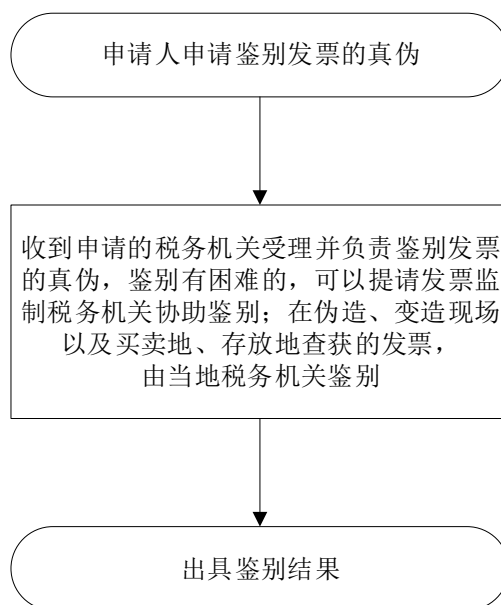 申请人申请鉴别发票的真伪
收到申请的税务机关受理并负责鉴别发票
的真伪，鉴别有困难的，可以提请发票监
制税务机关协助鉴别；在伪造、变造现场
以及买卖地、存放地查获的发票，
由当地税务机关鉴别
出具鉴别结果